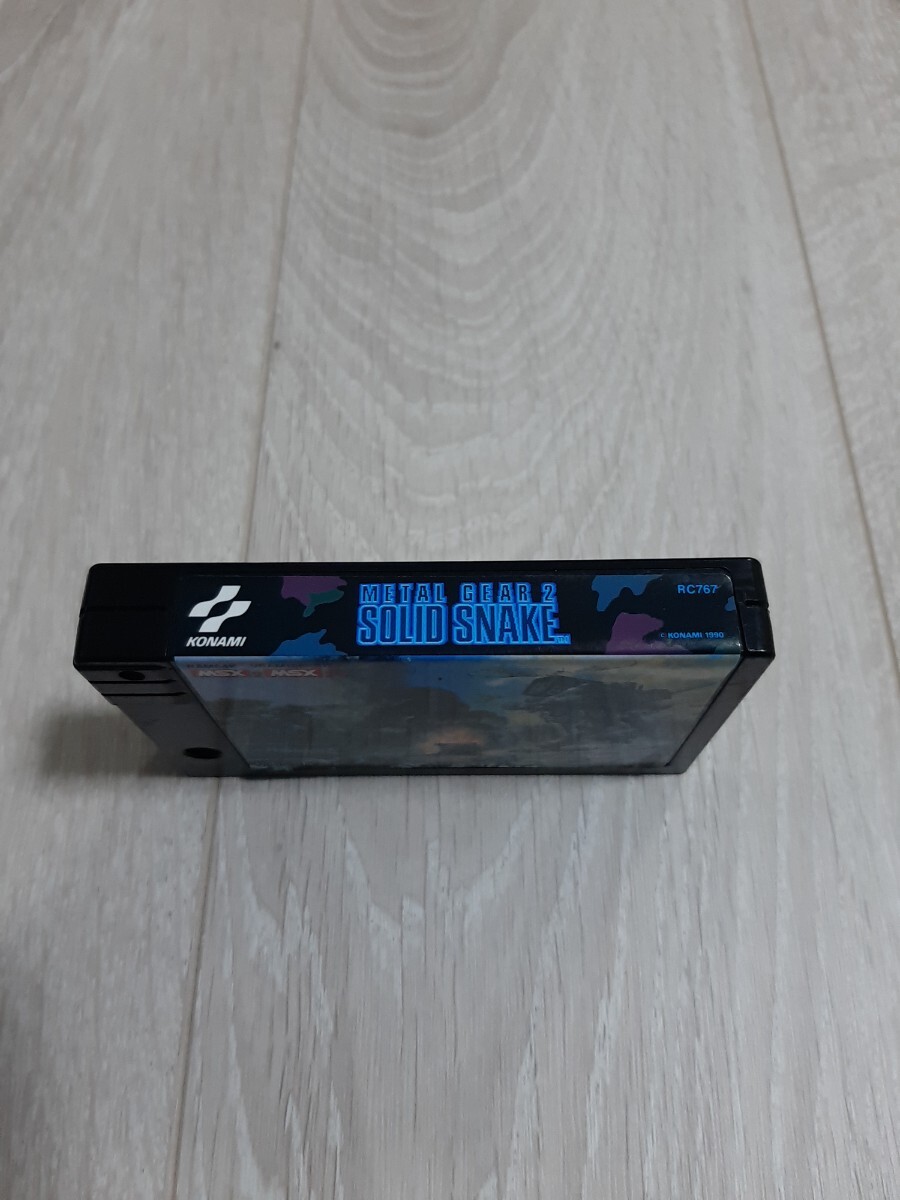 KONAMI
METAL GEAR 2
SOLID SNAKE
RC767
© KONAMI 1990
MSX MSX